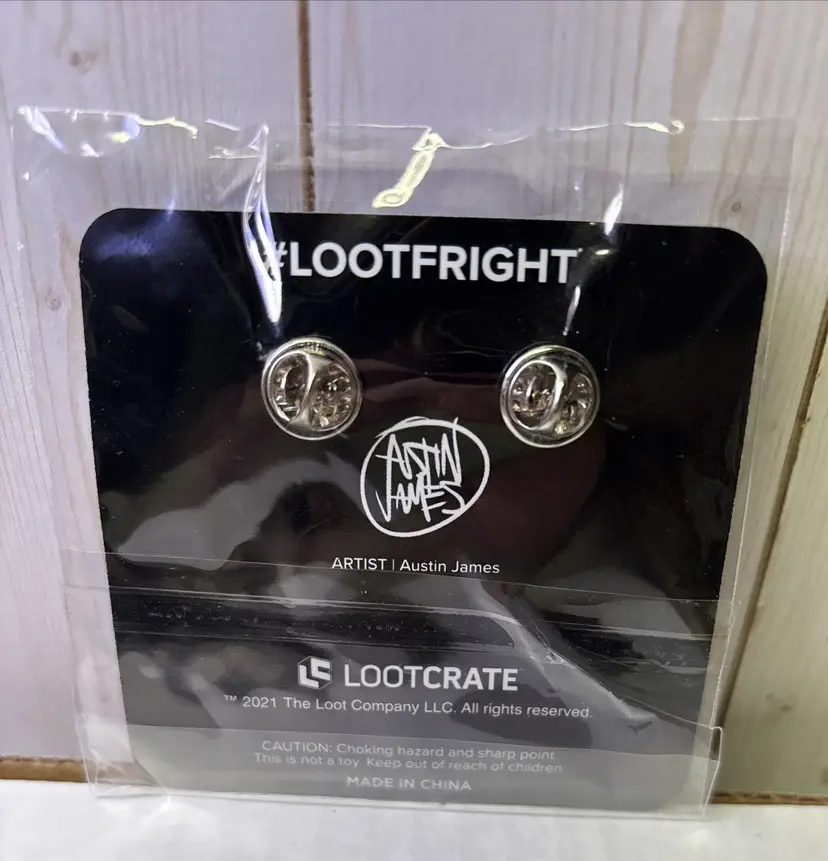 #LOOTFRIGHT
AUSTIN
JAMES
ARTIST | Austin James
LOOTCRATE
™ 2021 The Loot Company LLC. All rights reserved.
CAUTION: Choking hazard and sharp point.
This is not a toy. Keep out of reach of children
MADE IN CHINA